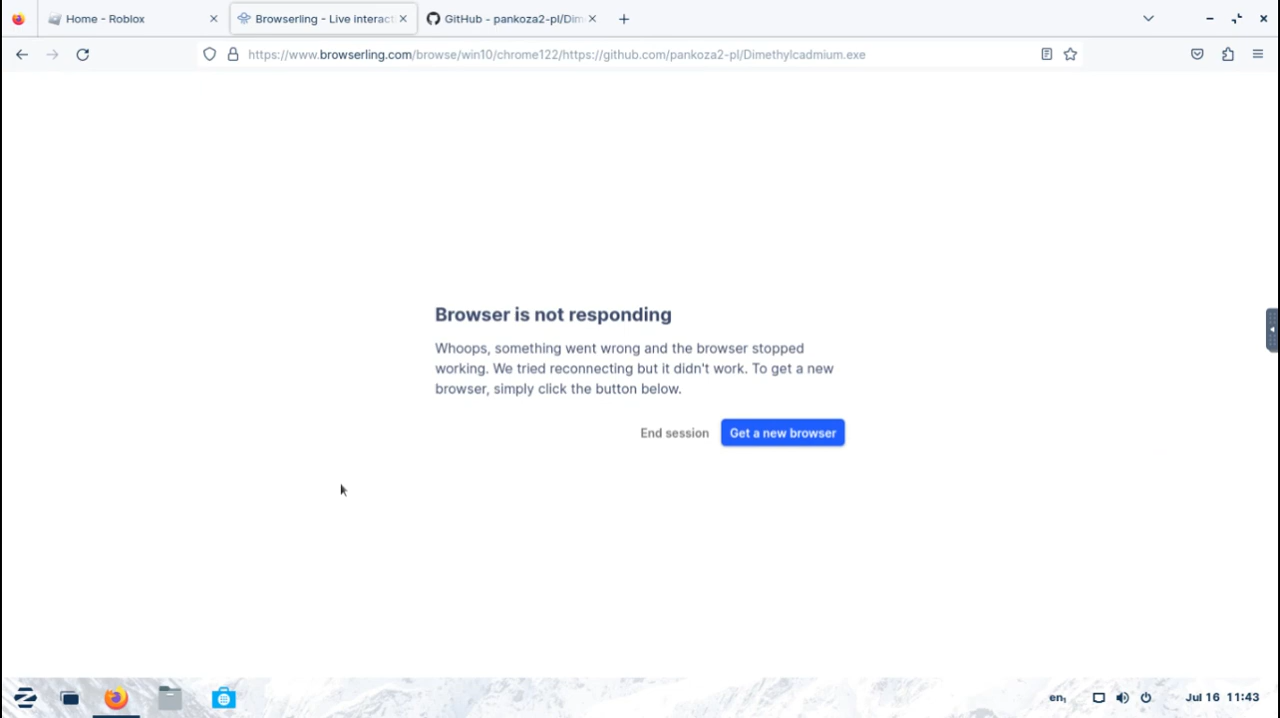 Home - Roblox
Browserling - Live interact
GitHub - pankoza2-pl/Dim
https://www.browserling.com/browse/win10/chrome122/https://github.com/pankoza2-pl/Dimethylcadmium.exe
Browser is not responding
Whoops, something went wrong and the browser stopped
working. We tried reconnecting but it didn't work. To get a new
browser, simply click the button below.
End session
Get a new browser
en₁
Jul 16 11:43